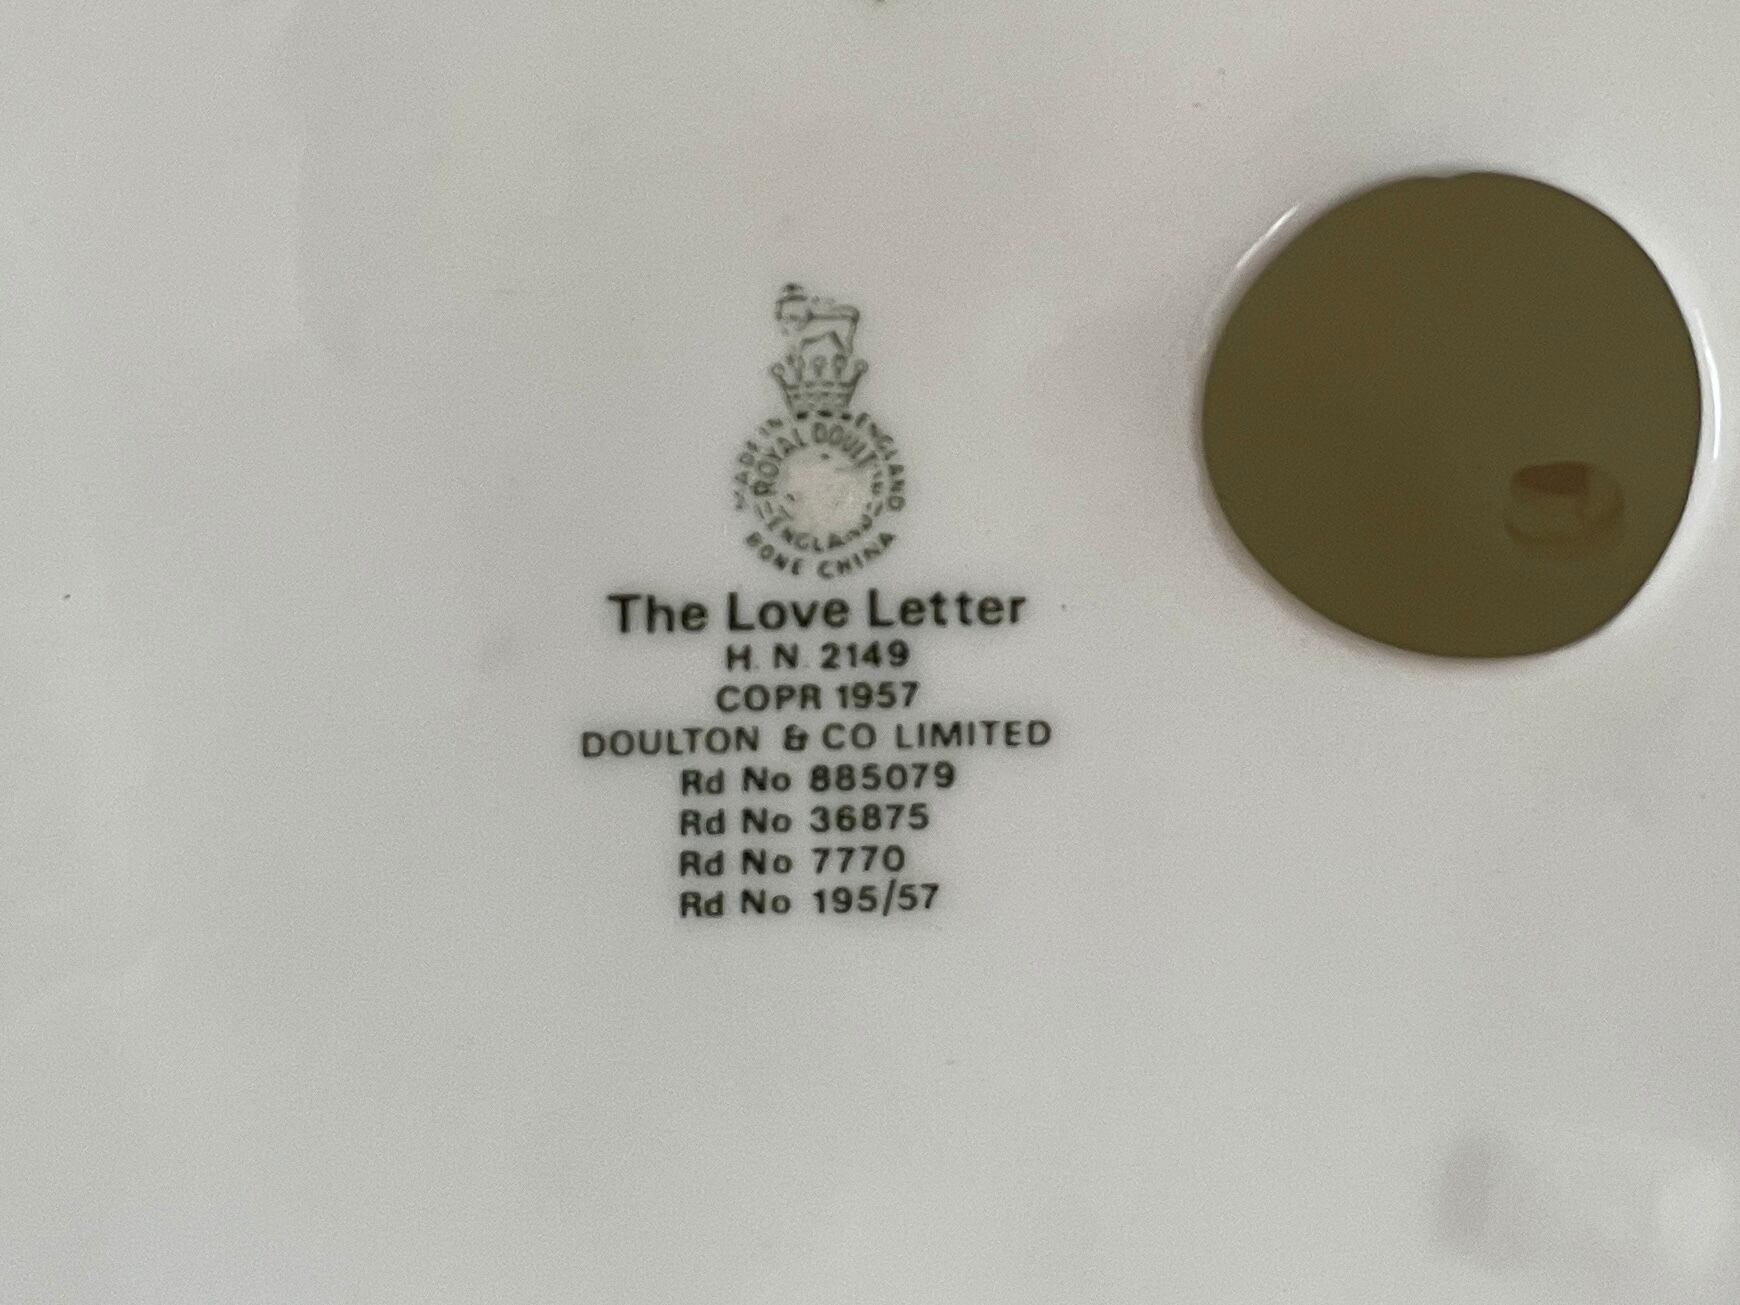 MADE IN ENGLAND
ROYAL DOULTON
ENGLAND
BONE CHINA
The Love Letter
H. N. 2149
COPR 1957
DOULTON & CO LIMITED
Rd No 885079
Rd No 36875
Rd No 7770
Rd No 195/57